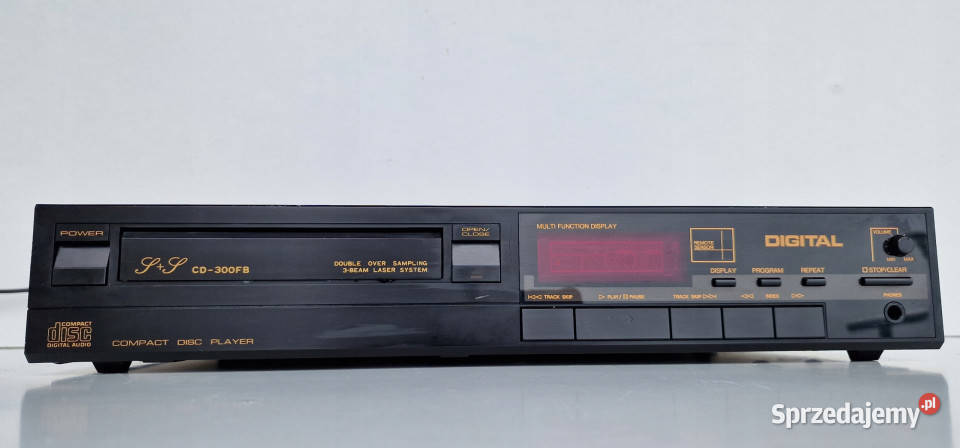 POWER
S+S CD-300FB
DOUBLE OVER SAMPLING
3-BEAM LASER SYSTEM
OPEN/
CLOSE
COMPACT
disc
DIGITAL AUDIO
COMPACT DISC PLAYER
MULTI FUNCTION DISPLAY
REMOTE
SENSOR
DIGITAL
VOLUME
MIN MAX
DISPLAY PROGRAM REPEAT
STOP/CLEAR
TRACK SKIP PLAY/ PAUSE TRACK SKIP
PHONES
Sprzedajemy.pl